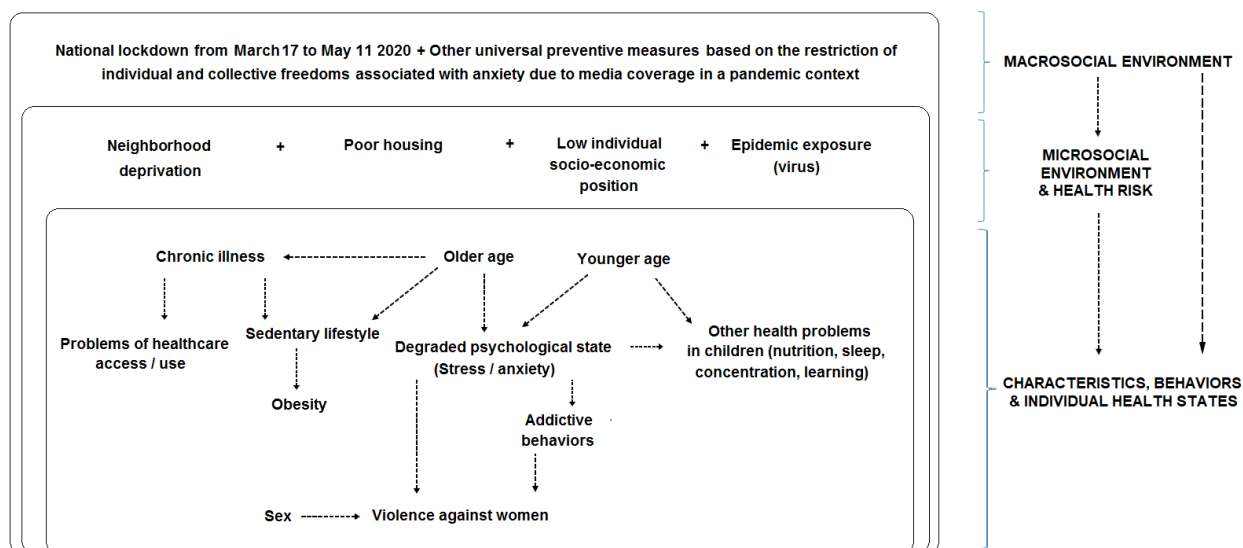 National lockdown from March 17 to May 11 2020 + Other universal preventive measures based on the restriction of
individual and collective freedoms associated with anxiety due to media coverage in a pandemic context
MACROSOCIAL ENVIRONMENT
Neighborhood
deprivation
+
Poor housing
+
Low individual
socio-economic
position
+
Epidemic exposure
(virus)
MICROSOCIAL
ENVIRONMENT
& HEALTH RISK
Chronic illness
Older age
Younger age
Problems of healthcare
access / use
Sedentary lifestyle
Degraded psychological state
(Stress / anxiety)
Other health problems
in children (nutrition, sleep,
concentration, learning)
Obesity
Addictive
behaviors
Sex
Violence against women
CHARACTERISTICS, BEHAVIORS
& INDIVIDUAL HEALTH STATES